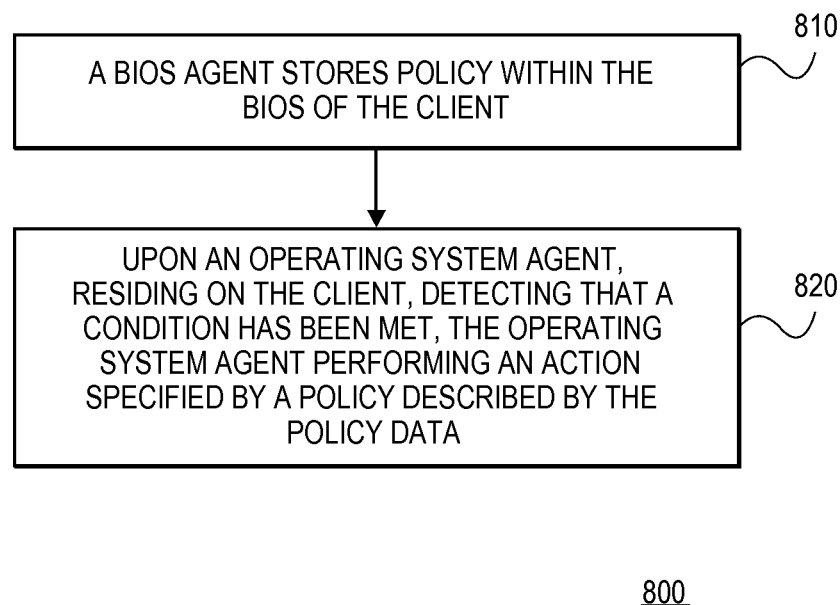 810
A BIOS AGENT STORES POLICY WITHIN THE
BIOS OF THE CLIENT
UPON AN OPERATING SYSTEM AGENT,
RESIDING ON THE CLIENT, DETECTING THAT A
CONDITION HAS BEEN MET, THE OPERATING
SYSTEM AGENT PERFORMING AN ACTION
SPECIFIED BY A POLICY DESCRIBED BY THE
POLICY DATA
820
800